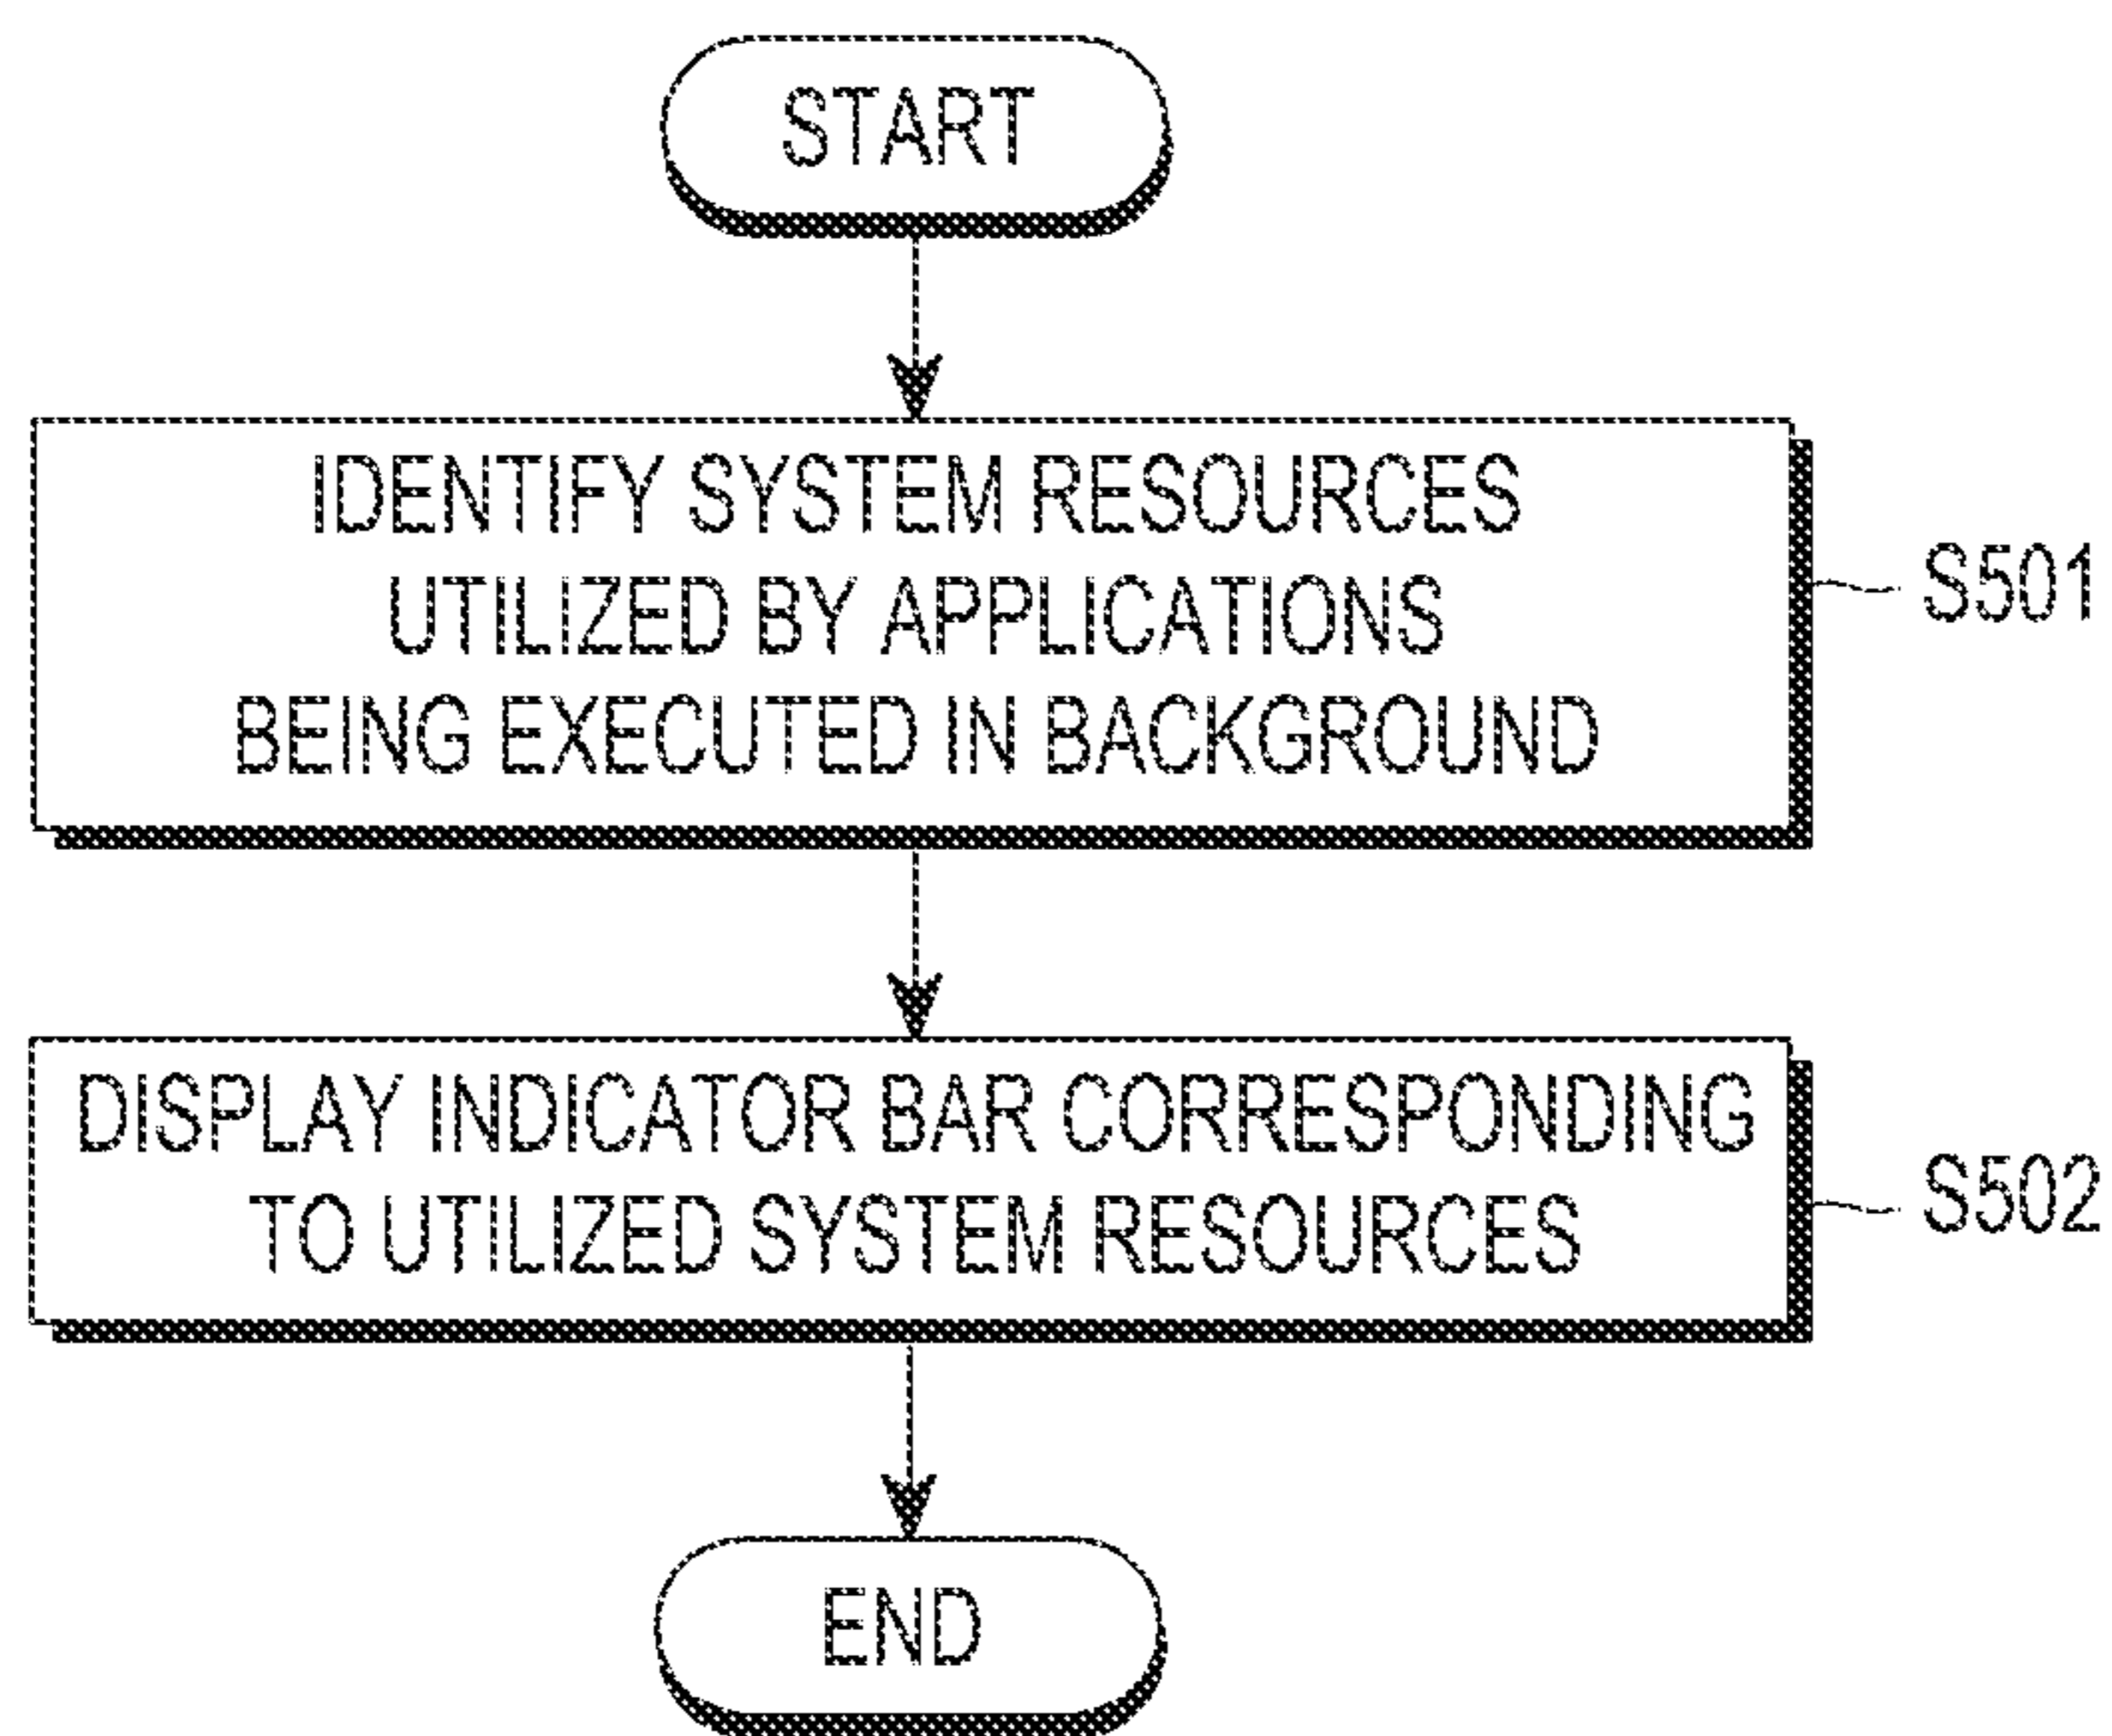 START
IDENTIFY SYSTEM RESOURCES
UTILIZED BY APPLICATIONS
BEING EXECUTED IN BACKGROUND
S501
DISPLAY INDICATOR BAR CORRESPONDING
TO UTILIZED SYSTEM RESOURCES
S502
END